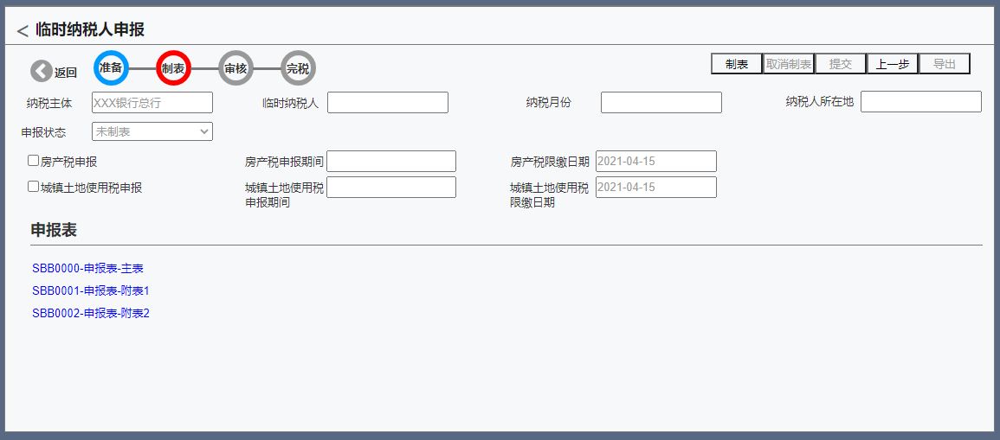 < 临时纳税人申报
返回 准备 制表 审核 完税 制表 取消制表 提交 上一步 导出
纳税主体 XXX银行总行 临时纳税人 纳税月份 纳税人所在地
申报状态 未制表
房产税申报 房产税申报期间 房产税限缴日期 2021-04-15
城镇土地使用税申报 城镇土地使用税 城镇土地使用税 2021-04-15
申报期间 限缴日期
申报表
SBB0000-申报表-主表
SBB0001-申报表-附表1
SBB0002-申报表-附表2